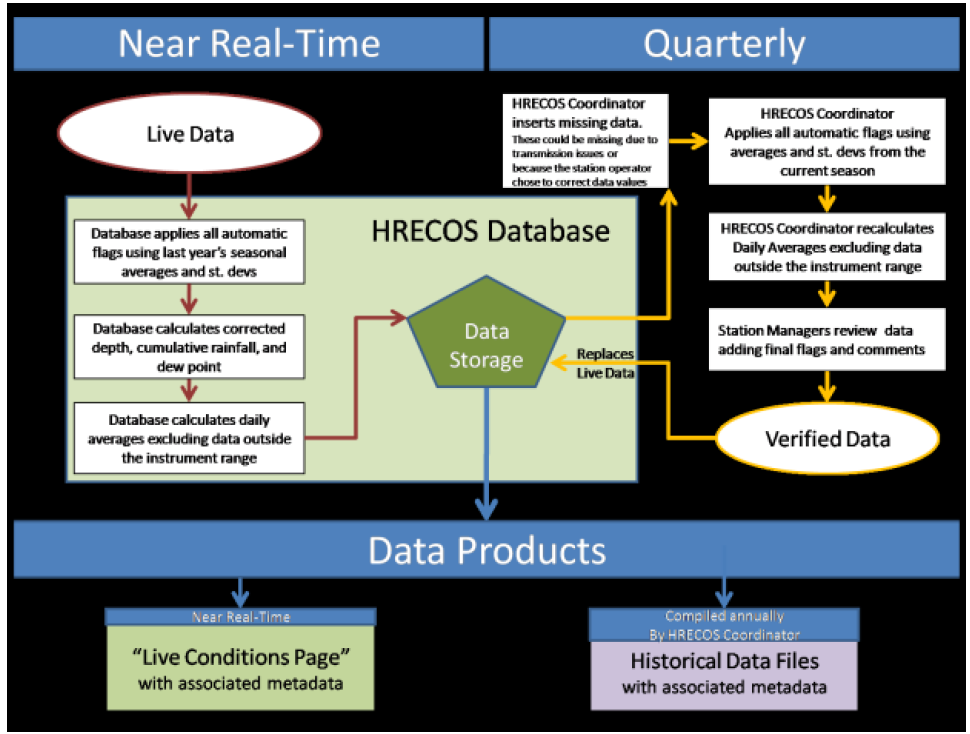 Near Real-Time
Quarterly
Live Data
Database applies all automatic
flags using last year's seasonal
averages and st. devs
Database calculates corrected
depth, cumulative rainfall, and
dew point
Database calculates daily
averages excluding data outside
the instrument range
HRECOS Database
Data
Storage
HRECOS Coordinator
inserts missing data.
These could be missing due to
transmission issues or
because the station operator
chose to correct data values
HRECOS Coordinator
Applies all automatic flags using
averages and st. devs from the
current season
HRECOS Coordinator recalculates
Daily Averages excluding data
outside the instrument range
Station Managers review data
adding final flags and comments
Verified Data
Replaces
Live Data
Data Products
Near Real-Time
“Live Conditions Page”
with associated metadata
Compiled annually
By HRECOS Coordinator
Historical Data Files
with associated metadata